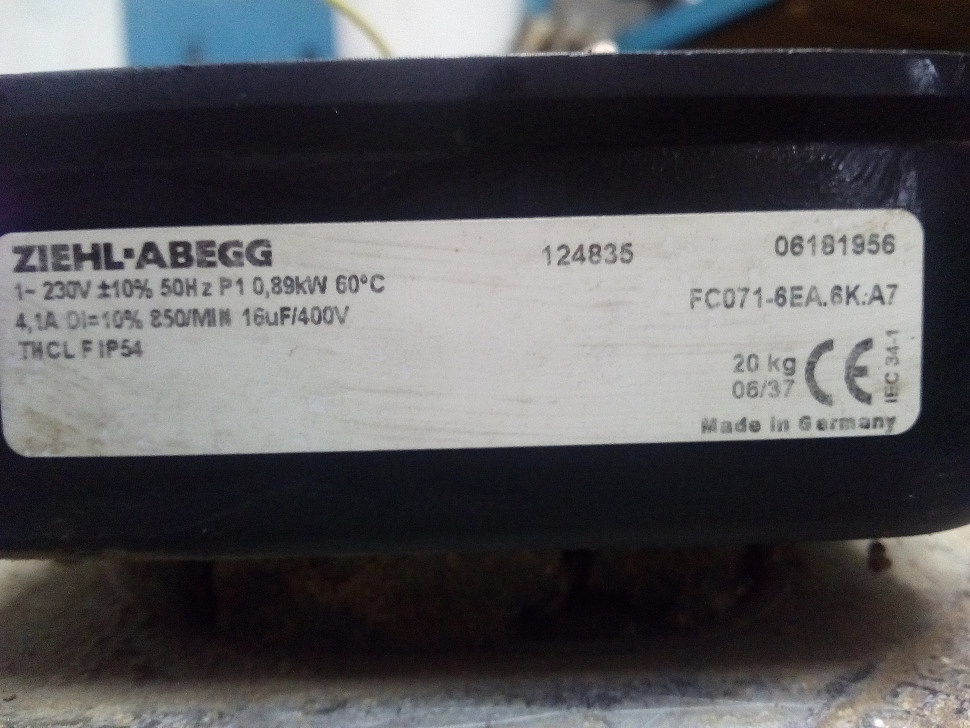 ZIEHL-ABEGG
124835
06181956
1~ 230V ±10% 50Hz P1 0,89kW 60°C
FC071-6EA.6K.A7
4,1A DI=10% 850/MIN 16uF/400V
THCL F IP54
20 kg
06/37
CE
IEC 34-1
Made in Germany